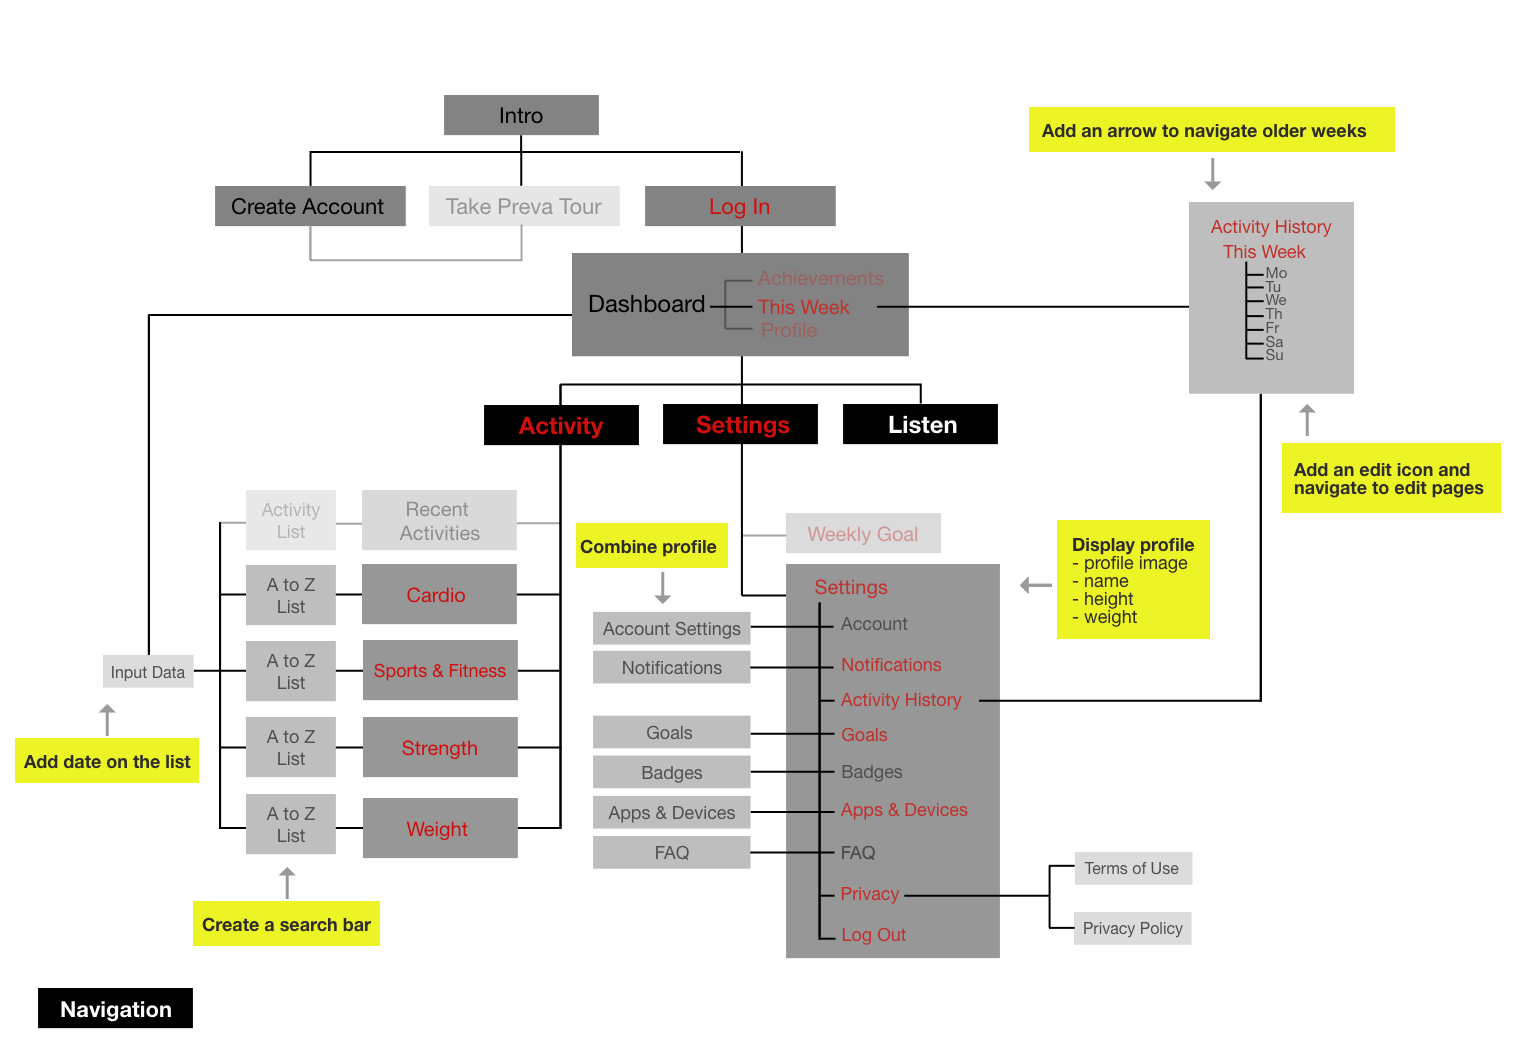 Intro
Add an arrow to navigate older weeks
Create Account
Take Preva Tour
Log In
Dashboard
Achievements
This Week
Profile
Activity History
This Week
Mo
Tu
We
Th
Fr
Sa
Su
Activity
Settings
Listen
Add an edit icon and
navigate to edit pages
Activity
List
Recent
Activities
A to Z
List
Cardio
A to Z
List
Sports & Fitness
A to Z
List
Strength
A to Z
List
Weight
Input Data
Add date on the list
Create a search bar
Combine profile
Weekly Goal
Display profile
- profile image
- name
- height
- weight
Settings
Account Settings
Account
Notifications
Notifications
Activity History
Goals
Goals
Badges
Badges
Apps & Devices
Apps & Devices
FAQ
FAQ
Privacy
Log Out
Terms of Use
Privacy Policy
Navigation